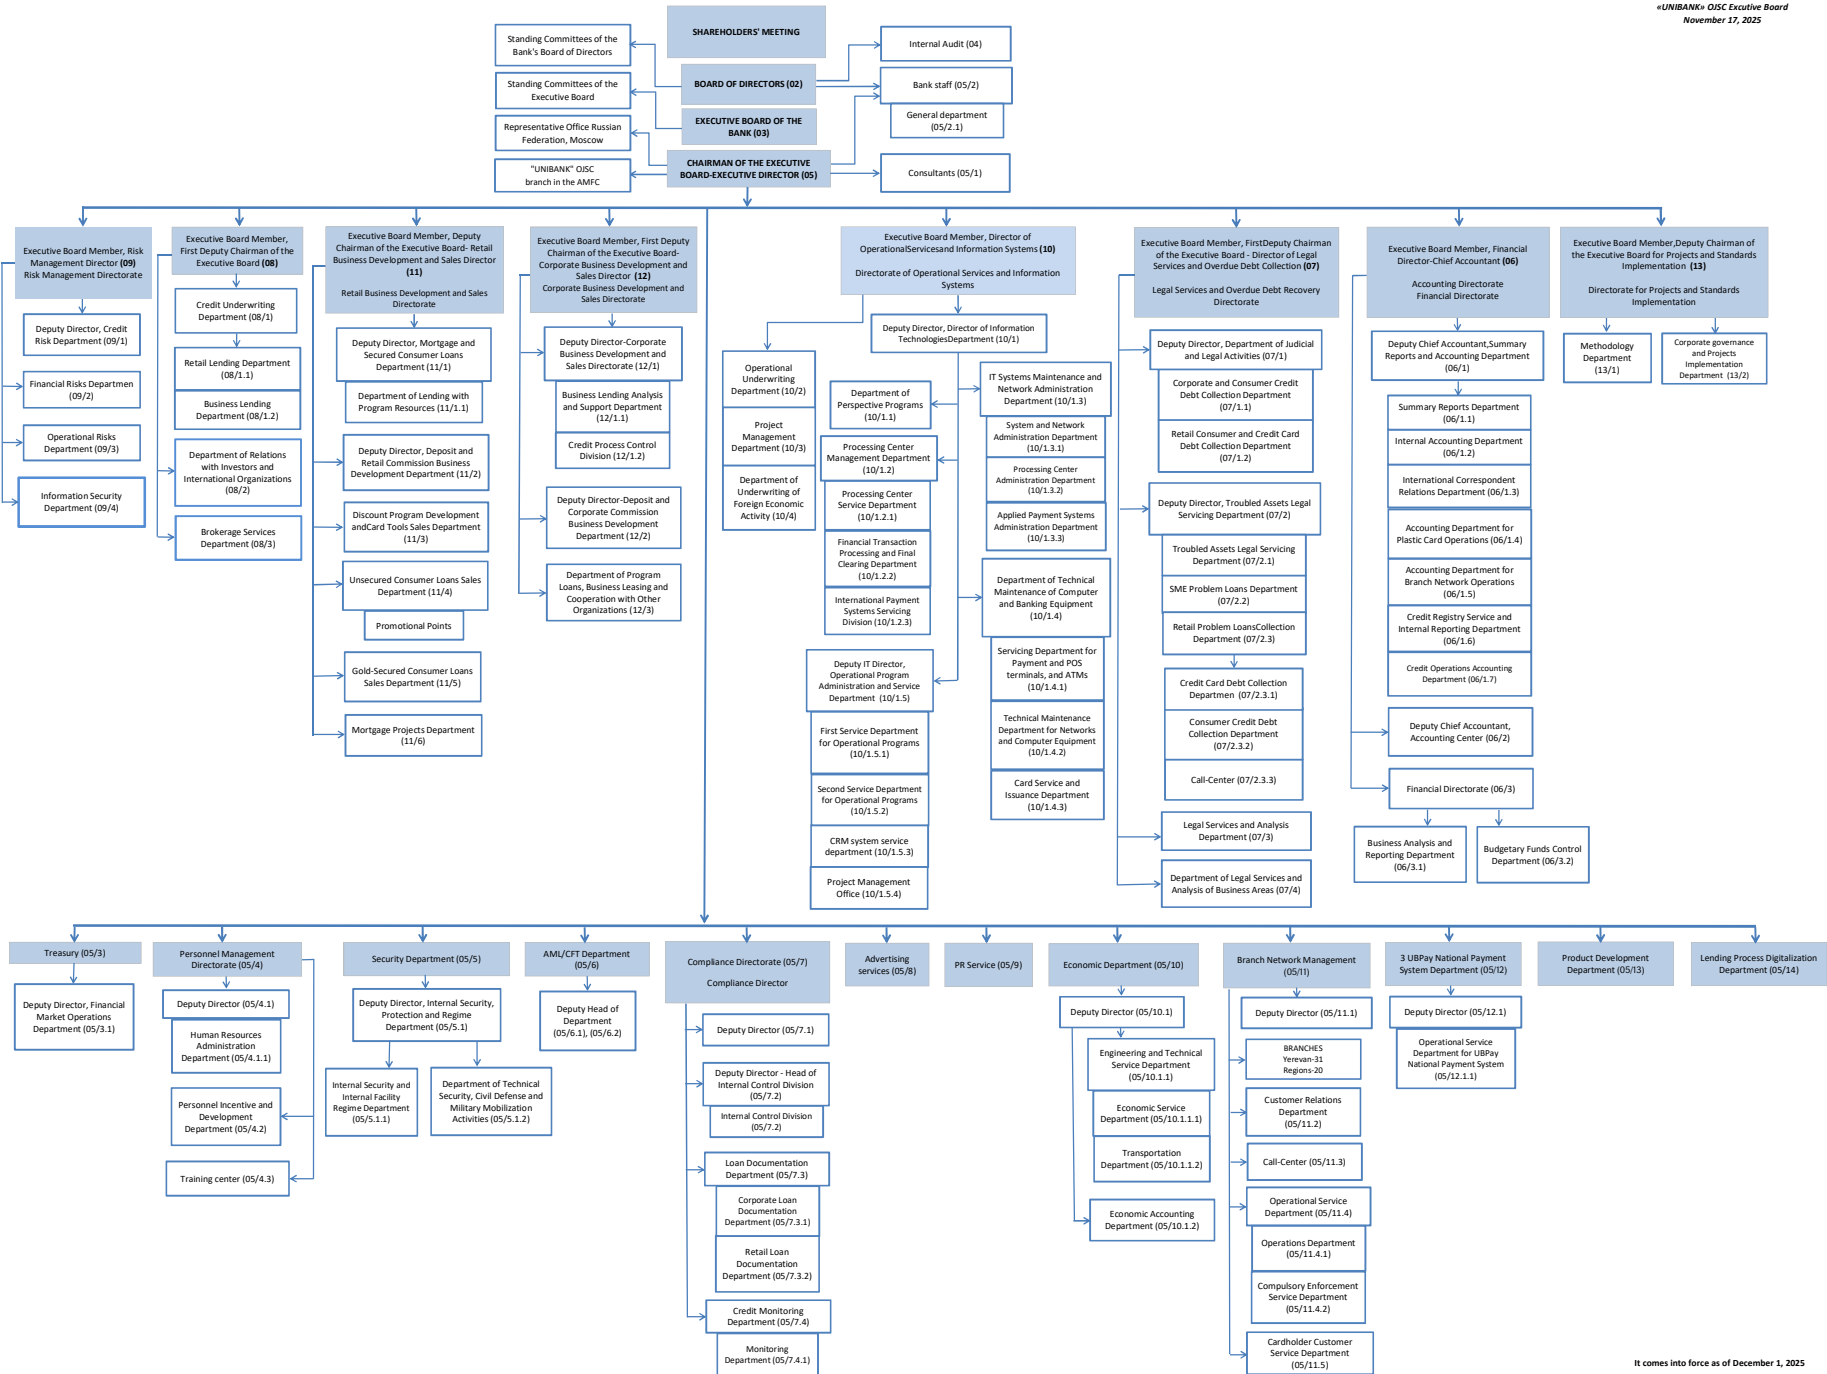 «UNIBANK» OJSC Excutive Board
November 17, 2025
SHAREHOLDERS' MEETING
Standing Committees of the
Bank's Board of Directors
Internal Audit (04)
BOARD OF DIRECTORS (02)
Standing Committees of the
Executive Board
Bank staff (05/2)
General department
(05/2.1)
EXECUTIVE BOARD OF THE
BANK (03)
Representative Office Russian
Federation, Moscow
CHAIRMAN OF THE EXECUTIVE
BOARD-EXECUTIVE DIRECTOR (05)
"UNIBANK" OJSC
branch in the AMFC
Consultants (05/1)
Executive Board Member, Risk
Management Director (09)
Risk Management Directorate
Deputy Director, Credit
Risk Department (09/1)
Financial Risks Departmen
(09/2)
Operational Risks
Department (09/3)
Information Security
Department (09/4)
Executive Board Member,
First Deputy Chairman of the
Executive Board (08)
Credit Underwriting
Department (08/1)
Retail Lending Department
(08/1.1)
Business Lending
Department (08/1.2)
Department of Relations
with Investors and
International Organizations
(08/2)
Brokerage Services
Department (08/3)
Executive Board Member, Deputy
Chairman of the Executive Board- Retail
Business Development and Sales Director
(11)
Retail Business Development and Sales
Directorate
Deputy Director, Mortgage and
Secured Consumer Loans
Department (11/1)
Department of Lending with
Program Resources (11/1.1)
Deputy Director, Deposit and
Retail Commission Business
Development Department (11/2)
Discount Program Development
andCard Tools Sales Department
(11/3)
Unsecured Consumer Loans Sales
Department (11/4)
Promotional Points
Gold-Secured Consumer Loans
Sales Department (11/5)
Mortgage Projects Department
(11/6)
Executive Board Member, First Deputy
Chairman of the Executive Board-
Corporate Business Development and
Sales Director (12)
Corporate Business Development and
Sales Directorate
Deputy Director-Corporate
Business Development and
Sales Directorate (12/1)
Business Lending Analysis
and Support Department
(12/1.1)
Credit Process Control
Division (12/1.2)
Deputy Director-Deposit and
Corporate Commission
Business Development
Department (12/2)
Department of Program
Loans, Business Leasing and
Cooperation with Other
Organizations (12/3)
Executive Board Member, Director of
OperationalServicesand Information Systems (10)
Directorate of Operational Services and Information
Systems
Deputy Director, Director of Information
TechnologiesDepartment (10/1)
Operational
Underwriting
Department (10/2)
Project
Management
Department (10/3)
Department of
Underwriting of
Foreign Economic
Activity (10/4)
Department of
Perspective Programs
(10/1.1)
Processing Center
Management Department
(10/1.2)
Processing Center
Service Department
(10/1.2.1)
Financial Transaction
Processing and Final
Clearing Department
(10/1.2.2)
International Payment
Systems Servicing
Division (10/1.2.3)
Deputy IT Director,
Operational Program
Administration and Service
Department (10/1.5)
First Service Department
for Operational Programs
(10/1.5.1)
Second Service Department
for Operational Programs
(10/1.5.2)
CRM system service
department (10/1.5.3)
Project Management
Office (10/1.5.4)
IT Systems Maintenance and
Network Administration
Department (10/1.3)
System and Network
Administration Department
(10/1.3.1)
Processing Center
Administration Department
(10/1.3.2)
Applied Payment Systems
Administration Department
(10/1.3.3)
Department of Technical
Maintenance of Computer
and Banking Equipment
(10/1.4)
Servicing Department for
Payment and POS
terminals, and ATMs
(10/1.4.1)
Technical Maintenance
Department for Networks
and Computer Equipment
(10/1.4.2)
Card Service and
Issuance Department
(10/1.4.3)
Executive Board Member, FirstDeputy Chairman
of the Executive Board - Director of Legal
Services and Overdue Debt Collection (07)
Legal Services and Overdue Debt Recovery
Directorate
Deputy Director, Department of Judicial
and Legal Activities (07/1)
Corporate and Consumer Credit
Debt Collection Department
(07/1.1)
Retail Consumer and Credit Card
Debt Collection Department
(07/1.2)
Deputy Director, Troubled Assets Legal
Servicing Department (07/2)
Troubled Assets Legal Servicing
Department (07/2.1)
SME Problem Loans Department
(07/2.2)
Retail Problem LoansCollection
Department (07/2.3)
Credit Card Debt Collection
Departmen (07/2.3.1)
Consumer Credit Debt
Collection Department
(07/2.3.2)
Call-Center (07/2.3.3)
Legal Services and Analysis
Department (07/3)
Department of Legal Services and
Analysis of Business Areas (07/4)
Executive Board Member, Financial
Director-Chief Accountant (06)
Accounting Directorate
Financial Directorate
Deputy Chief Accountant,Summary
Reports and Accounting Department
(06/1)
Summary Reports Department
(06/1.1)
Internal Accounting Department
(06/1.2)
International Correspondent
Relations Department (06/1.3)
Accounting Department for
Plastic Card Operations (06/1.4)
Accounting Department for
Branch Network Operations
(06/1.5)
Credit Registry Service and
Internal Reporting Department
(06/1.6)
Credit Operations Accounting
Department (06/1.7)
Deputy Chief Accountant,
Accounting Center (06/2)
Financial Directorate (06/3)
Business Analysis and
Reporting Department
(06/3.1)
Budgetary Funds Control
Department (06/3.2)
Executive Board Member,Deputy Chairman of
the Executive Board for Projects and Standards
Implementation (13)
Directorate for Projects and Standards
Implementation
Methodology
Department
(13/1)
Corporate governance
and Projects
Implementation
Department (13/2)
Treasury (05/3)
Deputy Director, Financial
Market Operations
Department (05/3.1)
Personnel Management
Directorate (05/4)
Deputy Director (05/4.1)
Human Resources
Administration
Department (05/4.1.1)
Personnel Incentive and
Development
Department (05/4.2)
Training center (05/4.3)
Security Department (05/5)
Deputy Director, Internal Security,
Protection and Regime
Department (05/5.1)
Internal Security and
Internal Facility
Regime Department
(05/5.1.1)
Department of Technical
Security, Civil Defense and
Military Mobilization
Activities (05/5.1.2)
AML/CFT Department
(05/6)
Deputy Head of
Department
(05/6.1), (05/6.2)
Compliance Directorate (05/7)
Compliance Director
Deputy Director (05/7.1)
Deputy Director - Head of
Internal Control Division
(05/7.2)
Internal Control Division
(05/7.2)
Loan Documentation
Department (05/7.3)
Corporate Loan
Documentation
Department (05/7.3.1)
Retail Loan
Documentation
Department (05/7.3.2)
Credit Monitoring
Department (05/7.4)
Monitoring
Department (05/7.4.1)
Advertising
services (05/8)
PR Service (05/9)
Economic Department (05/10)
Deputy Director (05/10.1)
Engineering and Technical
Service Department
(05/10.1.1)
Economic Service
Department (05/10.1.1.1)
Transportation
Department (05/10.1.1.2)
Economic Accounting
Department (05/10.1.2)
Branch Network Management
(05/I1)
Deputy Director (05/11.1)
BRANCHES
Yerevan-31
Regions-20
Customer Relations
Department
(05/11.2)
Call-Center (05/11.3)
Operational Service
Department (05/11.4)
Operations Department
(05/11.4.1)
Compulsory Enforcement
Service Department
(05/11.4.2)
Cardholder Customer
Service Department
(05/11.5)
3 UBPay National Payment
System Department (05/I2)
Deputy Director (05/12.1)
Operational Service
Department for UBPay
National Payment System)
(05/12.1.1)
Product Development
Department (05/I3)
Lending Process Digitalization
Department (05/14)
It comes into force as of December 1, 2025